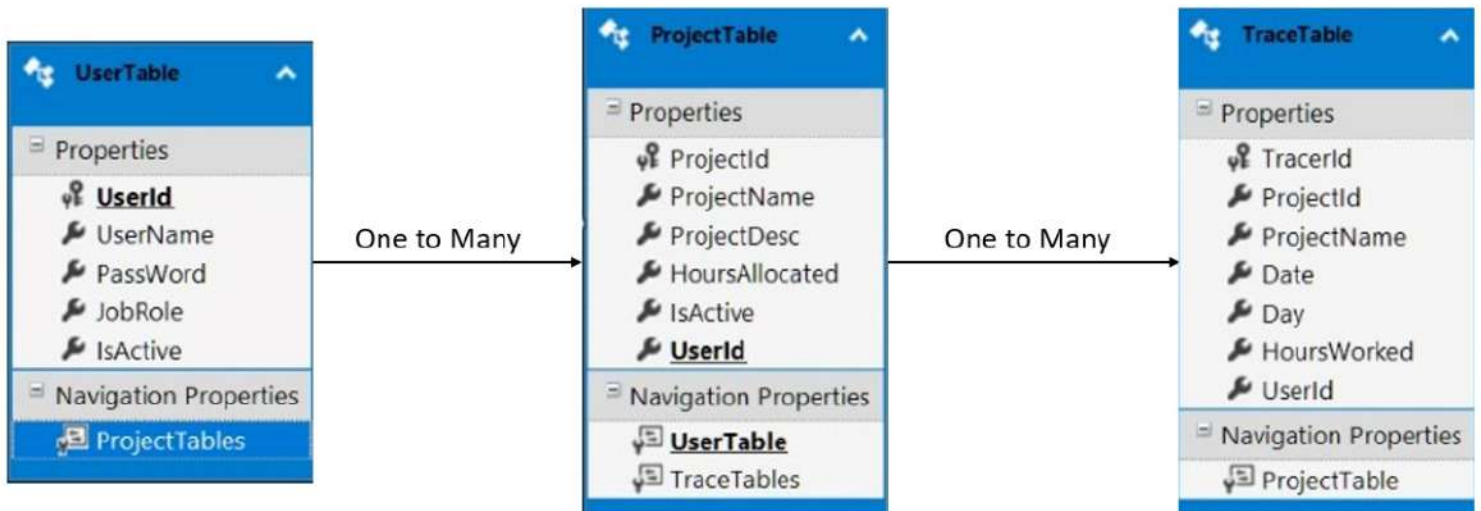 UserTable
Properties
UserId
UserName
PassWord
JobRole
IsActive
Navigation Properties
ProjectTables
One to Many
ProjectTable
Properties
ProjectId
ProjectName
ProjectDesc
HoursAllocated
IsActive
UserId
Navigation Properties
UserTable
TraceTables
One to Many
TraceTable
Properties
TracerId
ProjectId
ProjectName
Date
Day
HoursWorked
UserId
Navigation Properties
ProjectTable